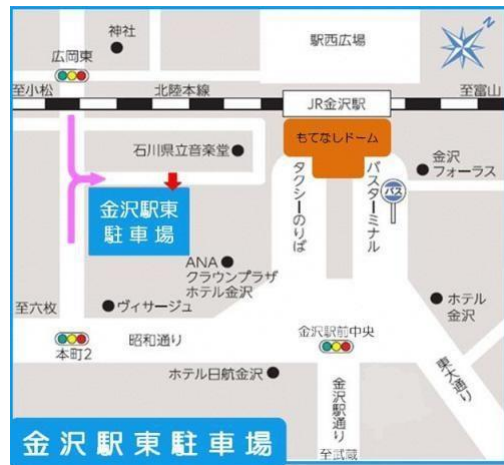 神社
広岡東
駅西広場
N
至小松
北陸本線
JR金沢駅
至富山
もてなしドーム
石川県立音楽堂
金沢
フォーラス
タクシーのりば
バスターミナル
バス
金沢駅東
駐車場
ANA
クラウンプラザ
ホテル金沢
至六枚
ヴィサージュ
ホテル
金沢
昭和通り
金沢駅前中央
本町2
東大通り
ホテル日航金沢
金沢駅通り
至武蔵
金沢駅東駐車場